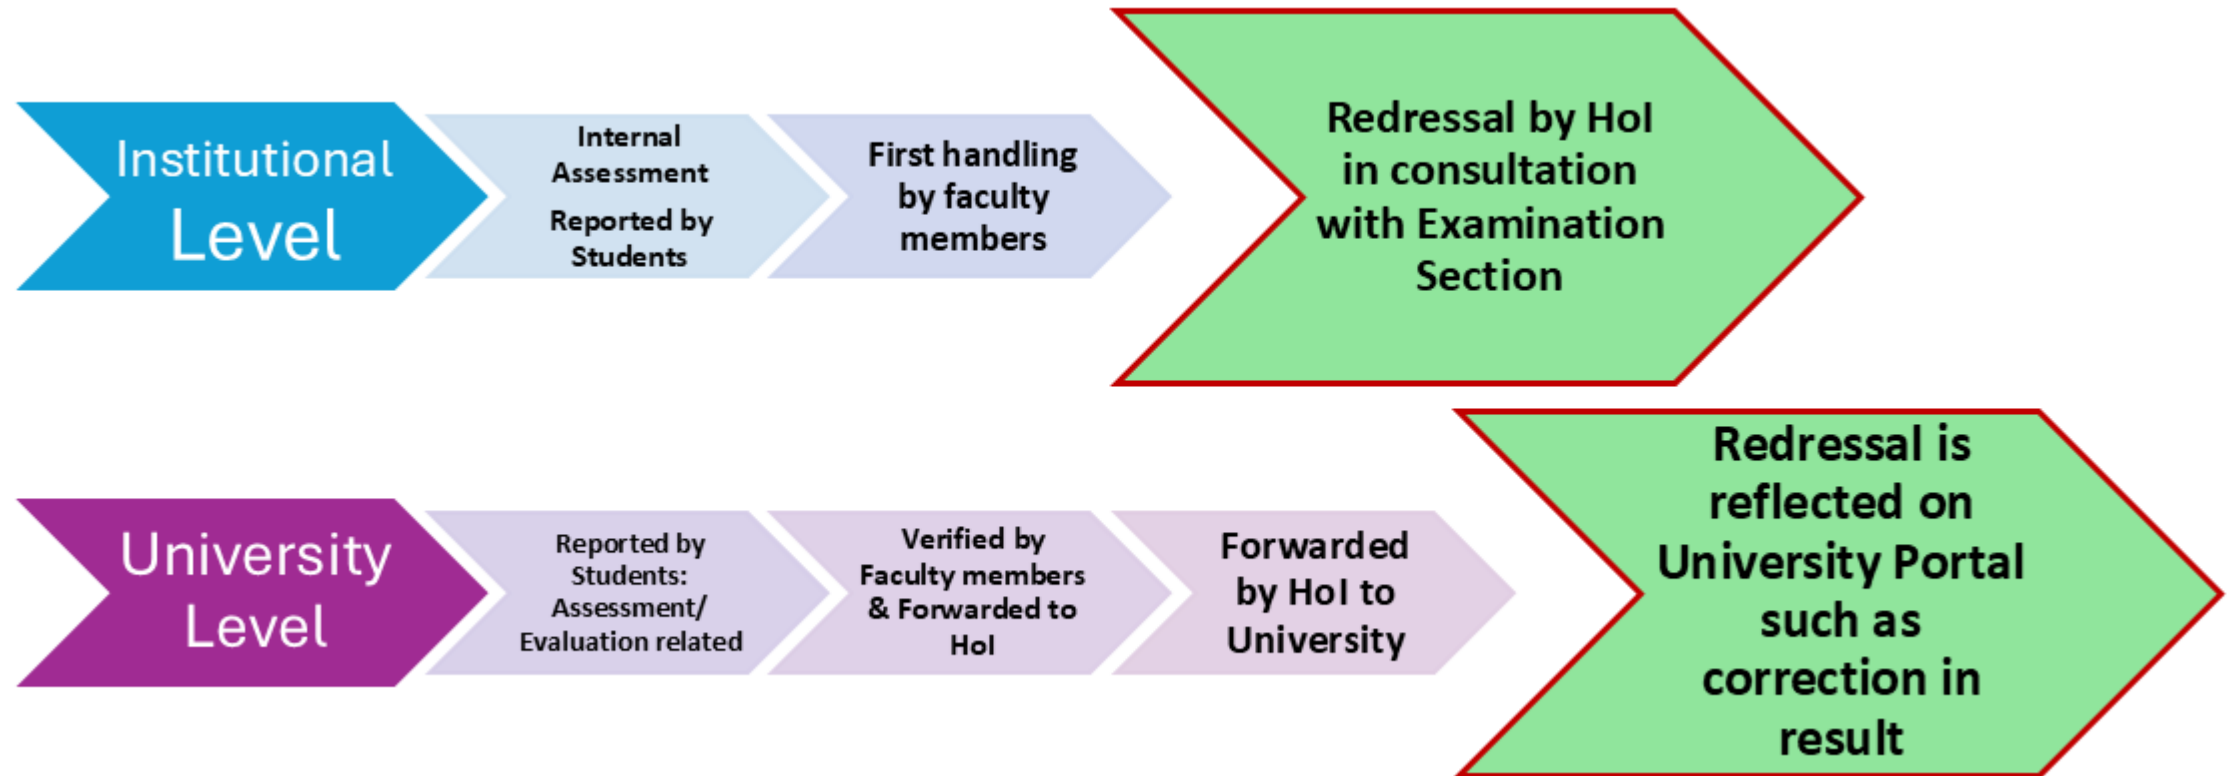 Institutional
Level
Internal
Assessment
Reported by
Students
First handling
by faculty
members
Redressal by HoI
in consultation
with Examination
Section
University
Level
Reported by
Students:
Assessment/
Evaluation related
Verified by
Faculty members
& Forwarded to
HoI
Forwarded
by HoI to
University
Redressal is
reflected on
University Portal
such as
correction in
result